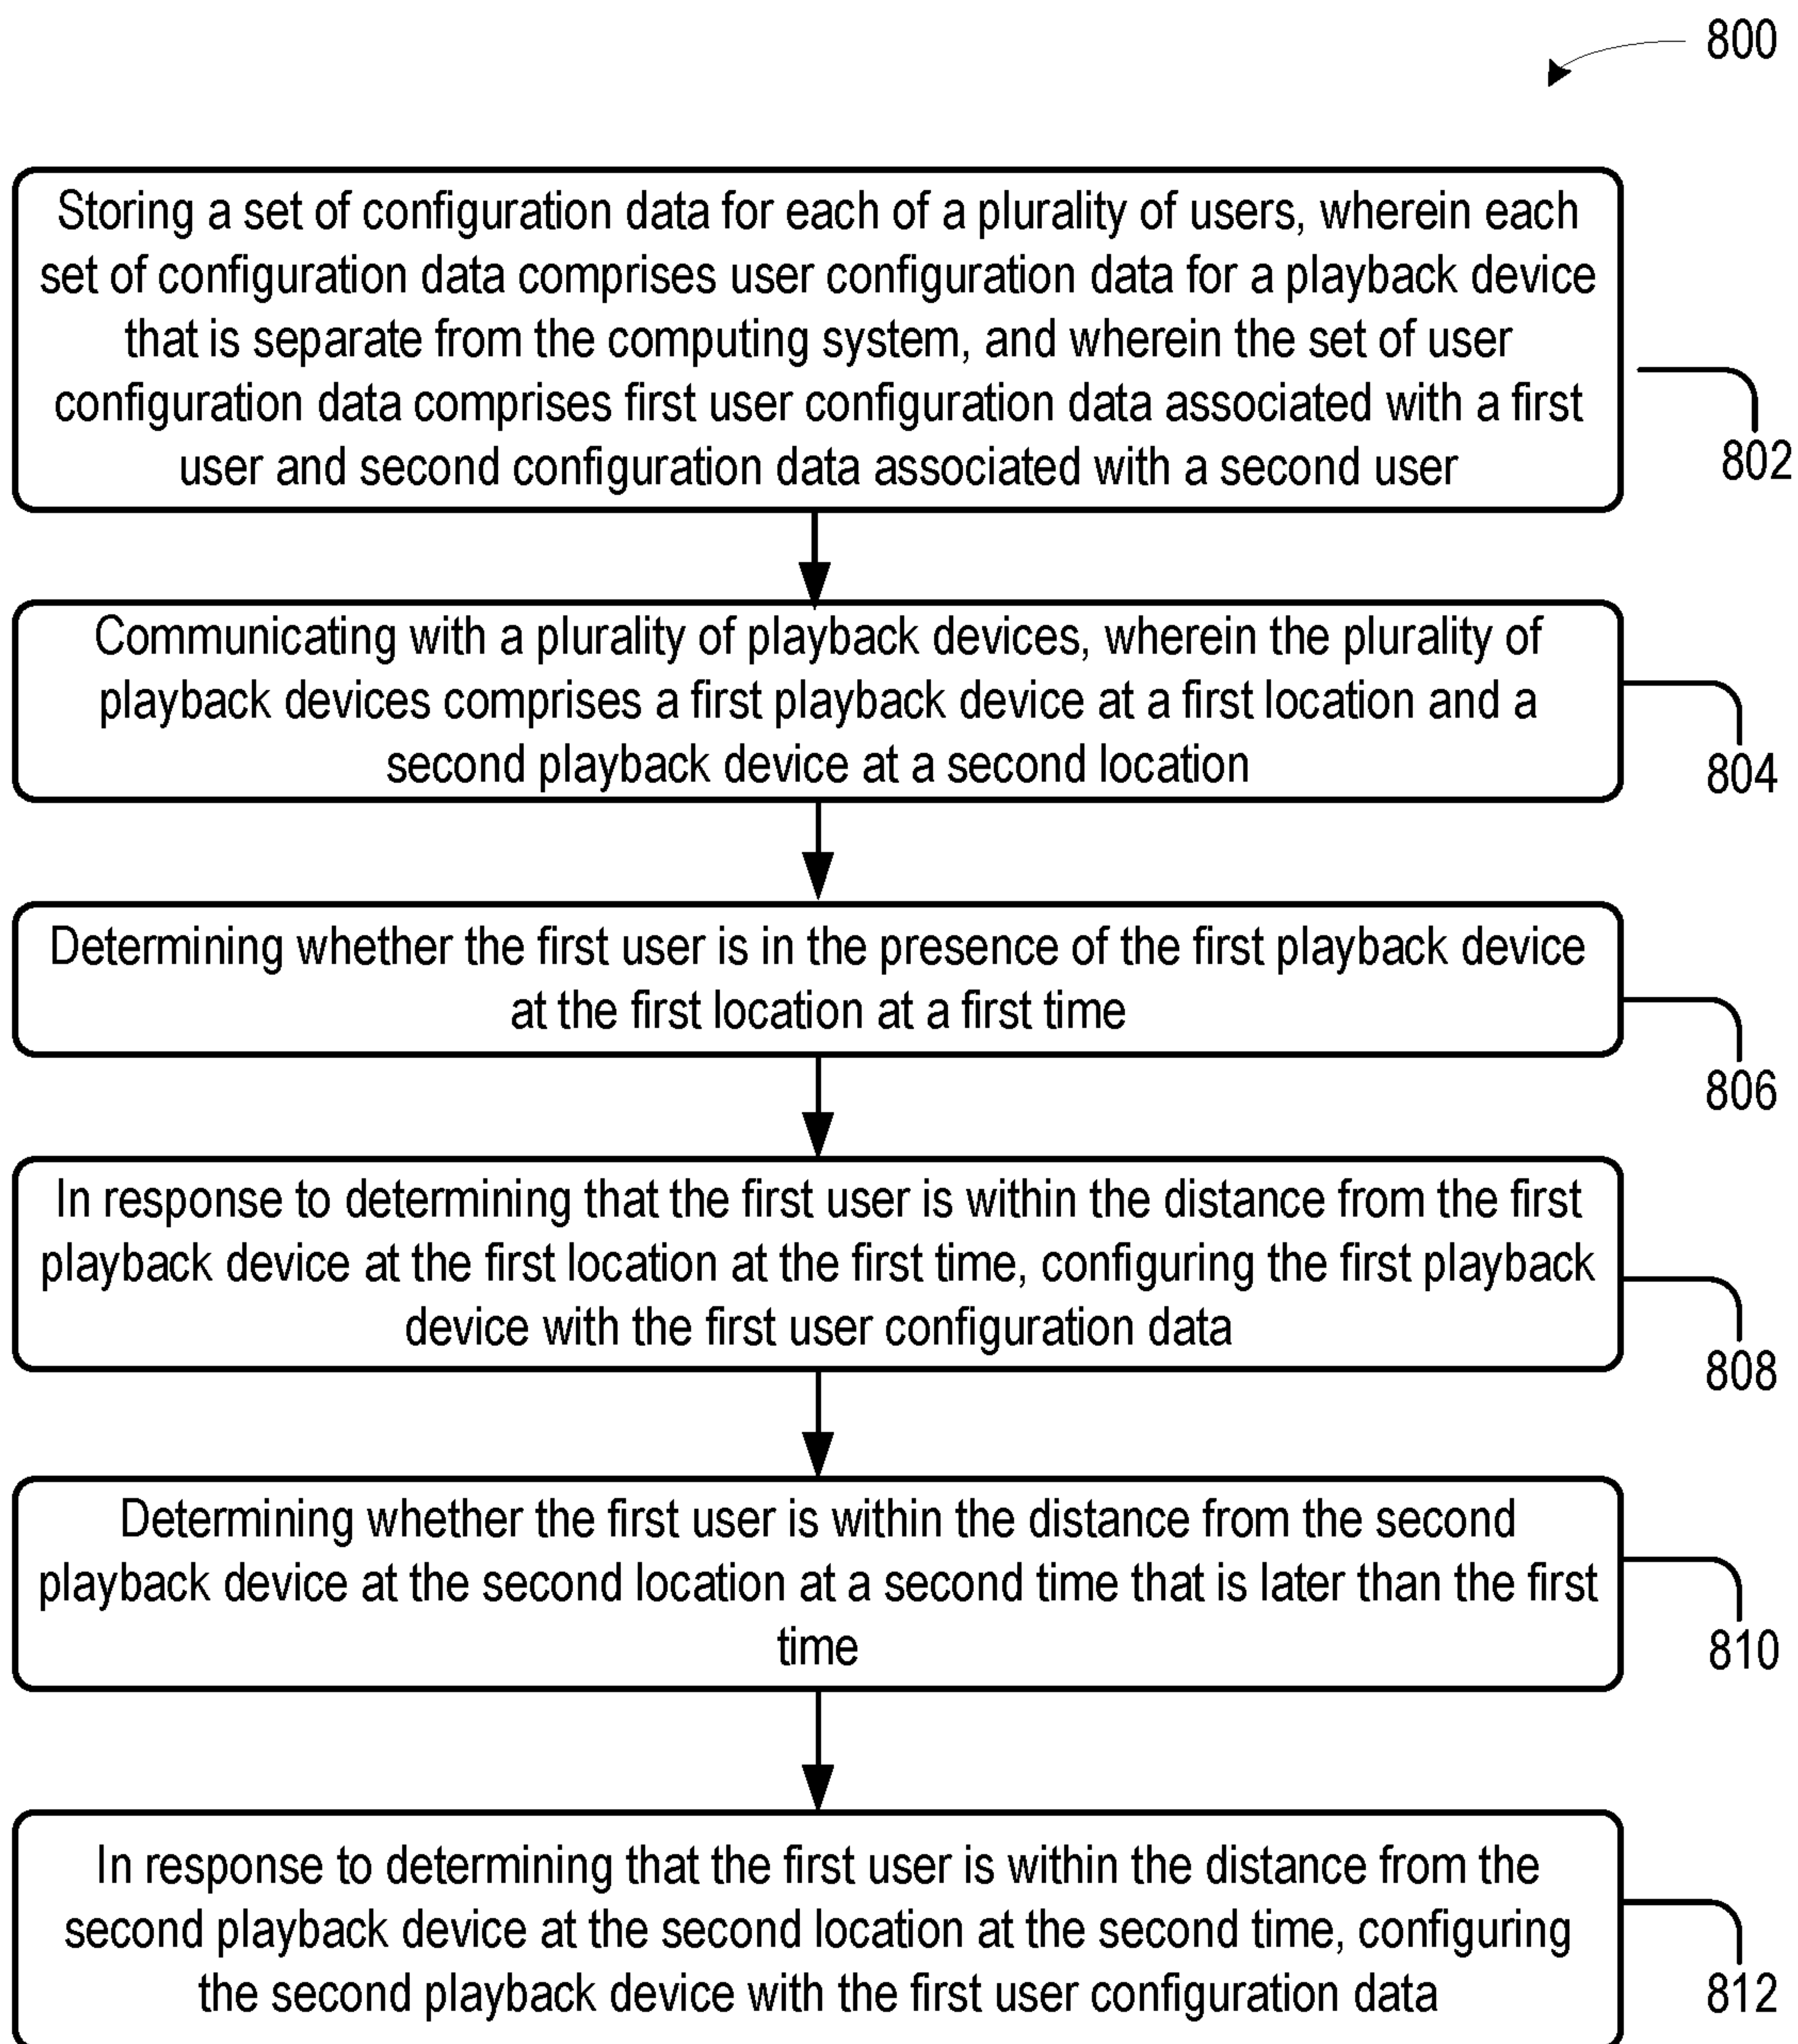 800
Storing a set of configuration data for each of a plurality of users, wherein each
set of configuration data comprises user configuration data for a playback device
that is separate from the computing system, and wherein the set of user
configuration data comprises first user configuration data associated with a first
user and second configuration data associated with a second user
802
Communicating with a plurality of playback devices, wherein the plurality of
playback devices comprises a first playback device at a first location and a
second playback device at a second location
804
Determining whether the first user is in the presence of the first playback device
at the first location at a first time
806
In response to determining that the first user is within the distance from the first
playback device at the first location at the first time, configuring the first playback
device with the first user configuration data
808
Determining whether the first user is within the distance from the second
playback device at the second location at a second time that is later than the first
time
810
In response to determining that the first user is within the distance from the
second playback device at the second location at the second time, configuring
the second playback device with the first user configuration data
812